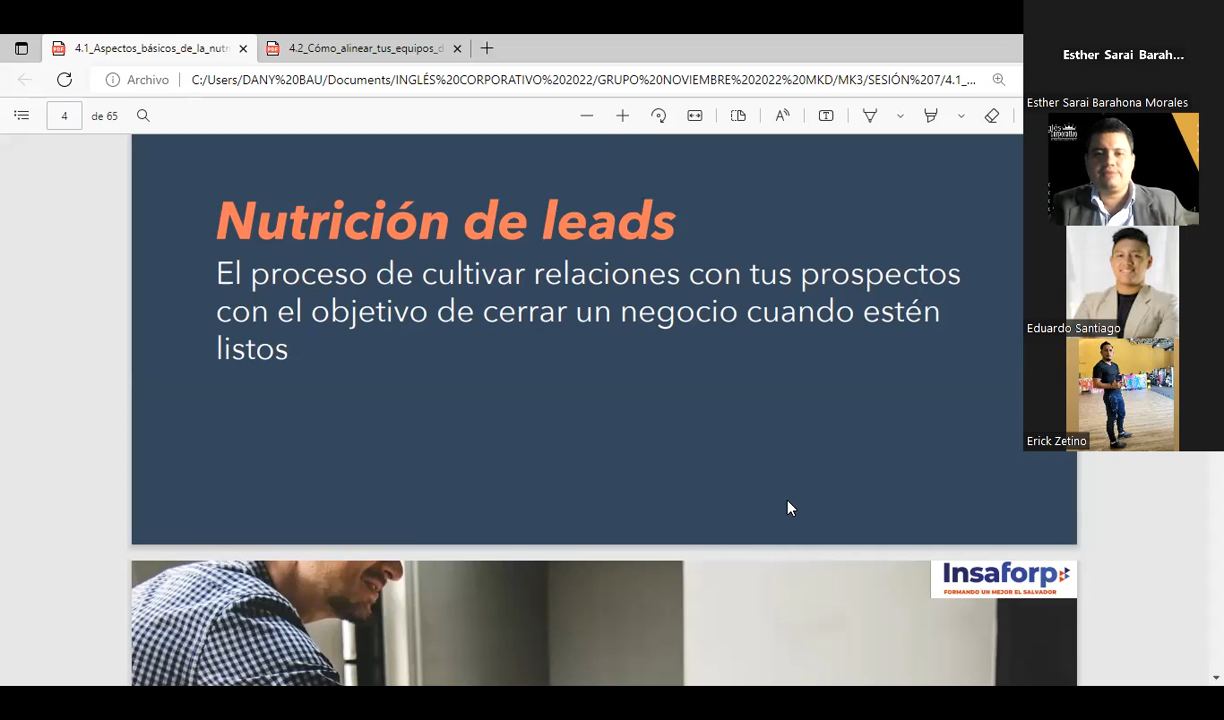 Esther Sarai Barah...
4.1_Aspectos_básicos_de_la_nutr
4.2_Cómo_alinear_tus_equipos_d
Archivo
C:/Users/DANY%20BAU/Documents/INGLÉS%20CORPORATIVO%202022/GRUPO%20NOVIEMBRE%202022%20MKD/MK3/SESIÓN%207/4.1_...
Esther Sarai Barahona Morales
4 de 65
Nutrición de leads
El proceso de cultivar relaciones con tus prospectos
con el objetivo de cerrar un negocio cuando estén
listos
Eduardo Santiago
Erick Zetino
Insaforp
FORMANDO UN MEJOR EL SALVADOR